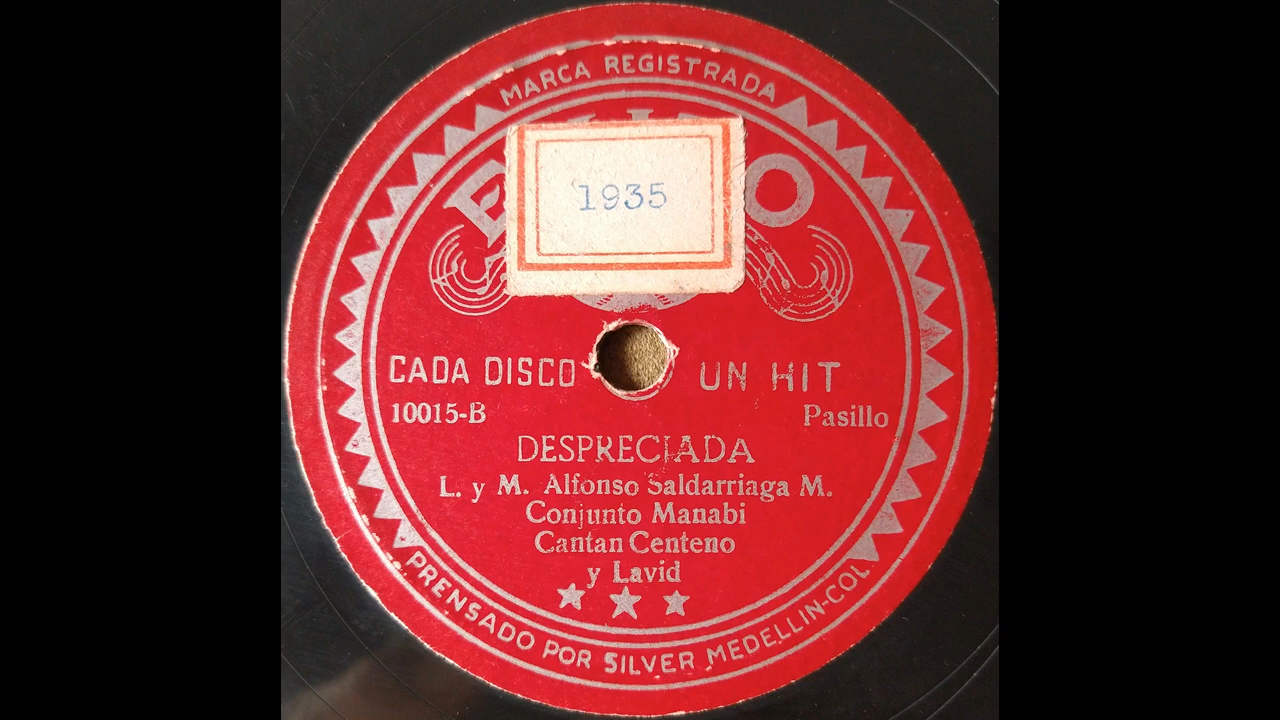 MARCA REGISTRADA
1935
CADA DISCO UN HIT
10015-B Pasillo
DESPRECIADA
L. y M. Alfonso Saldarriaga M.
Conjunto Manabi
Cantan Centeno
y Lavid
PRENSADO POR SILVER MEDELLIN-COL